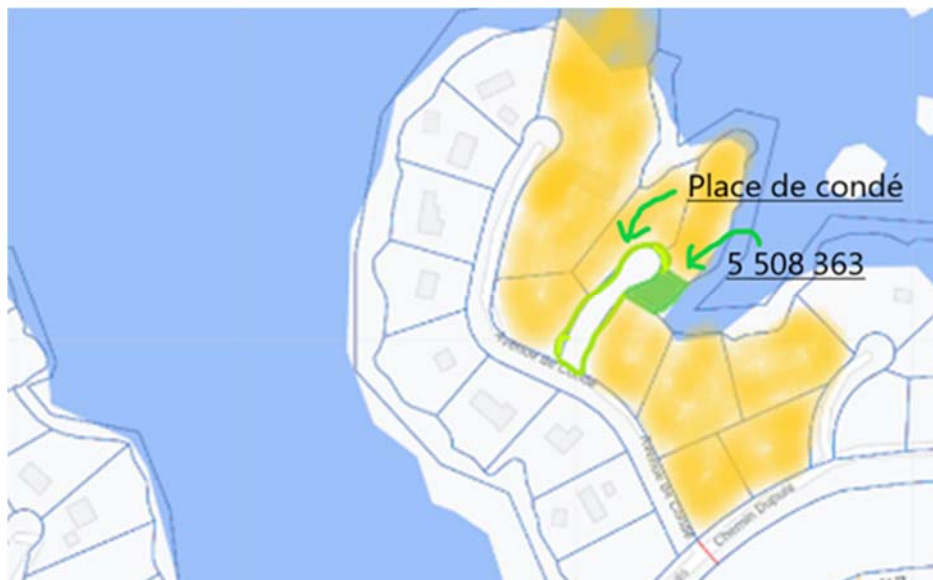 Place de condé
5 508 363
Avenue de Condé
Avenue de Condé
Chemin Dupuis